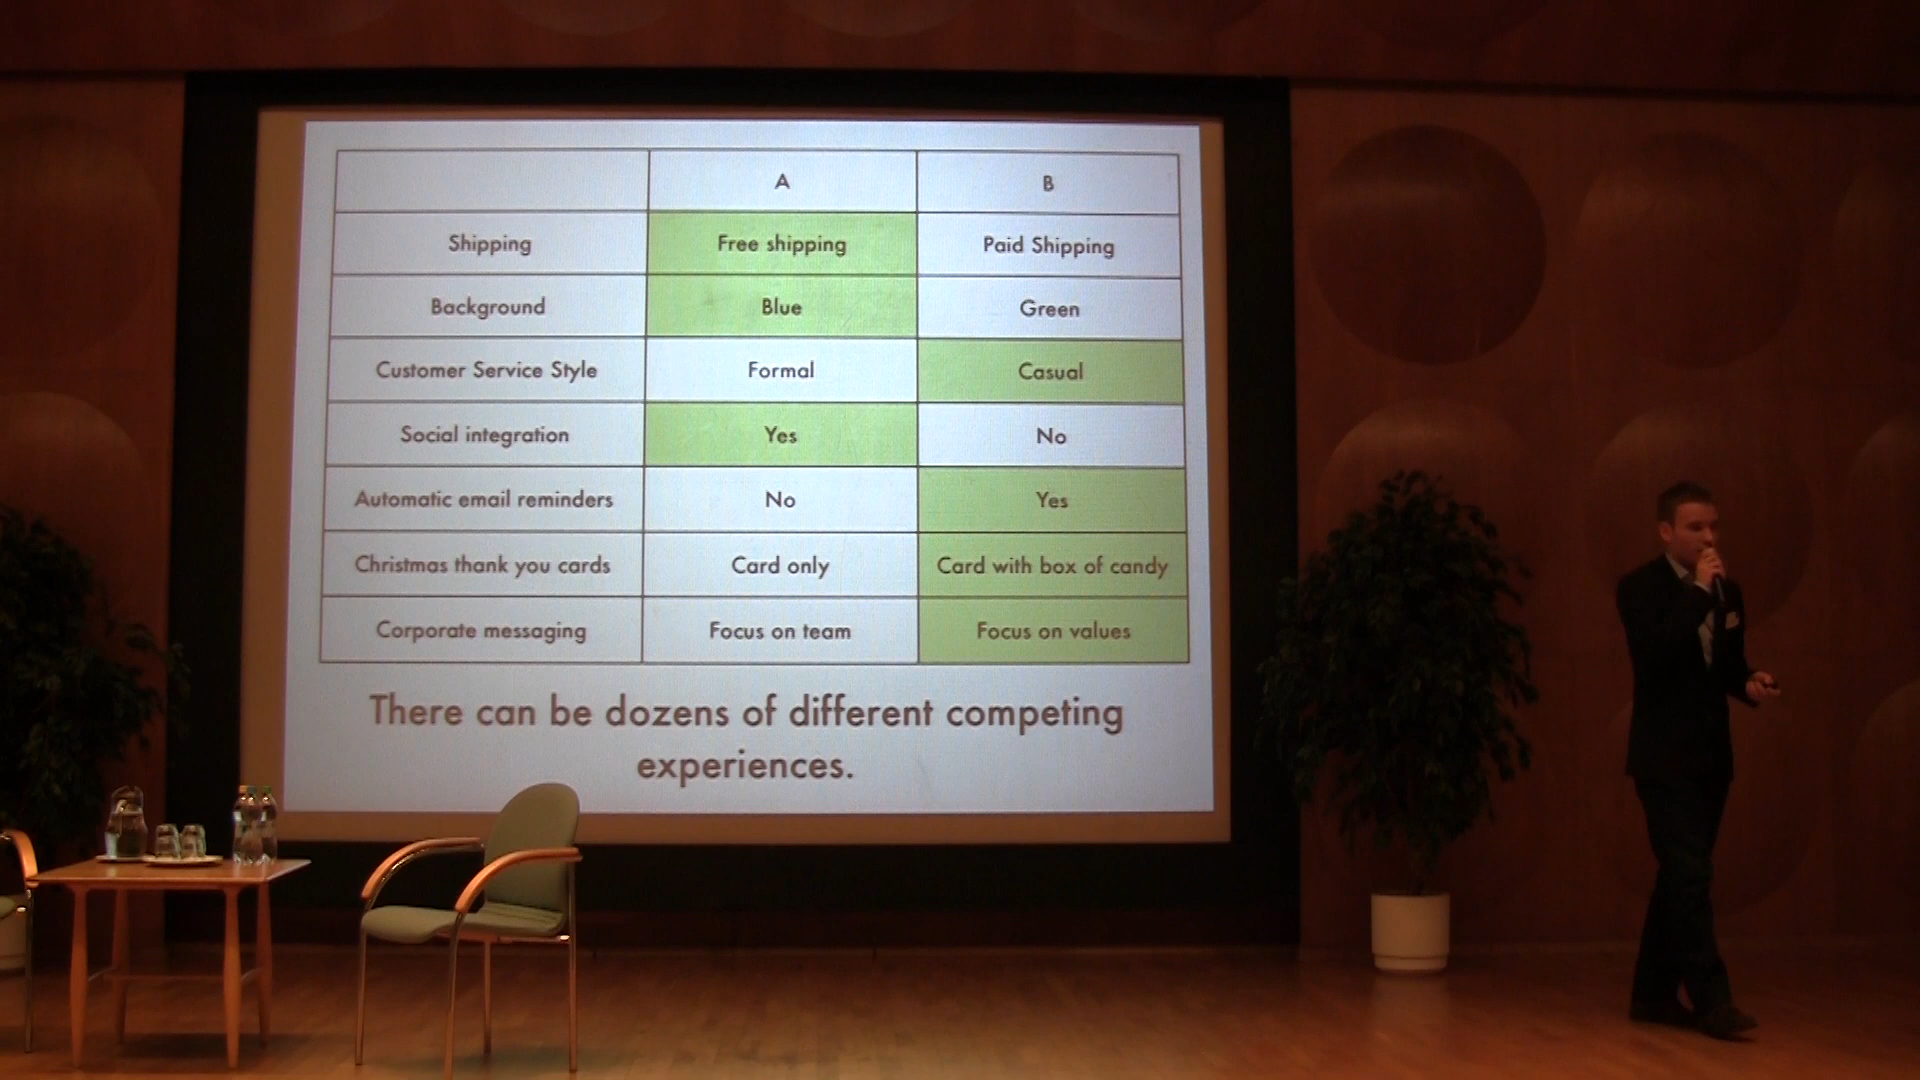 A B
Shipping Free shipping Paid Shipping
Background Blue Green
Customer Service Style Formal Casual
Social integration Yes No
Automatic email reminders No Yes
Christmas thank you cards Card only Card with box of candy
Corporate messaging Focus on team Focus on values
There can be dozens of different competing
experiences.